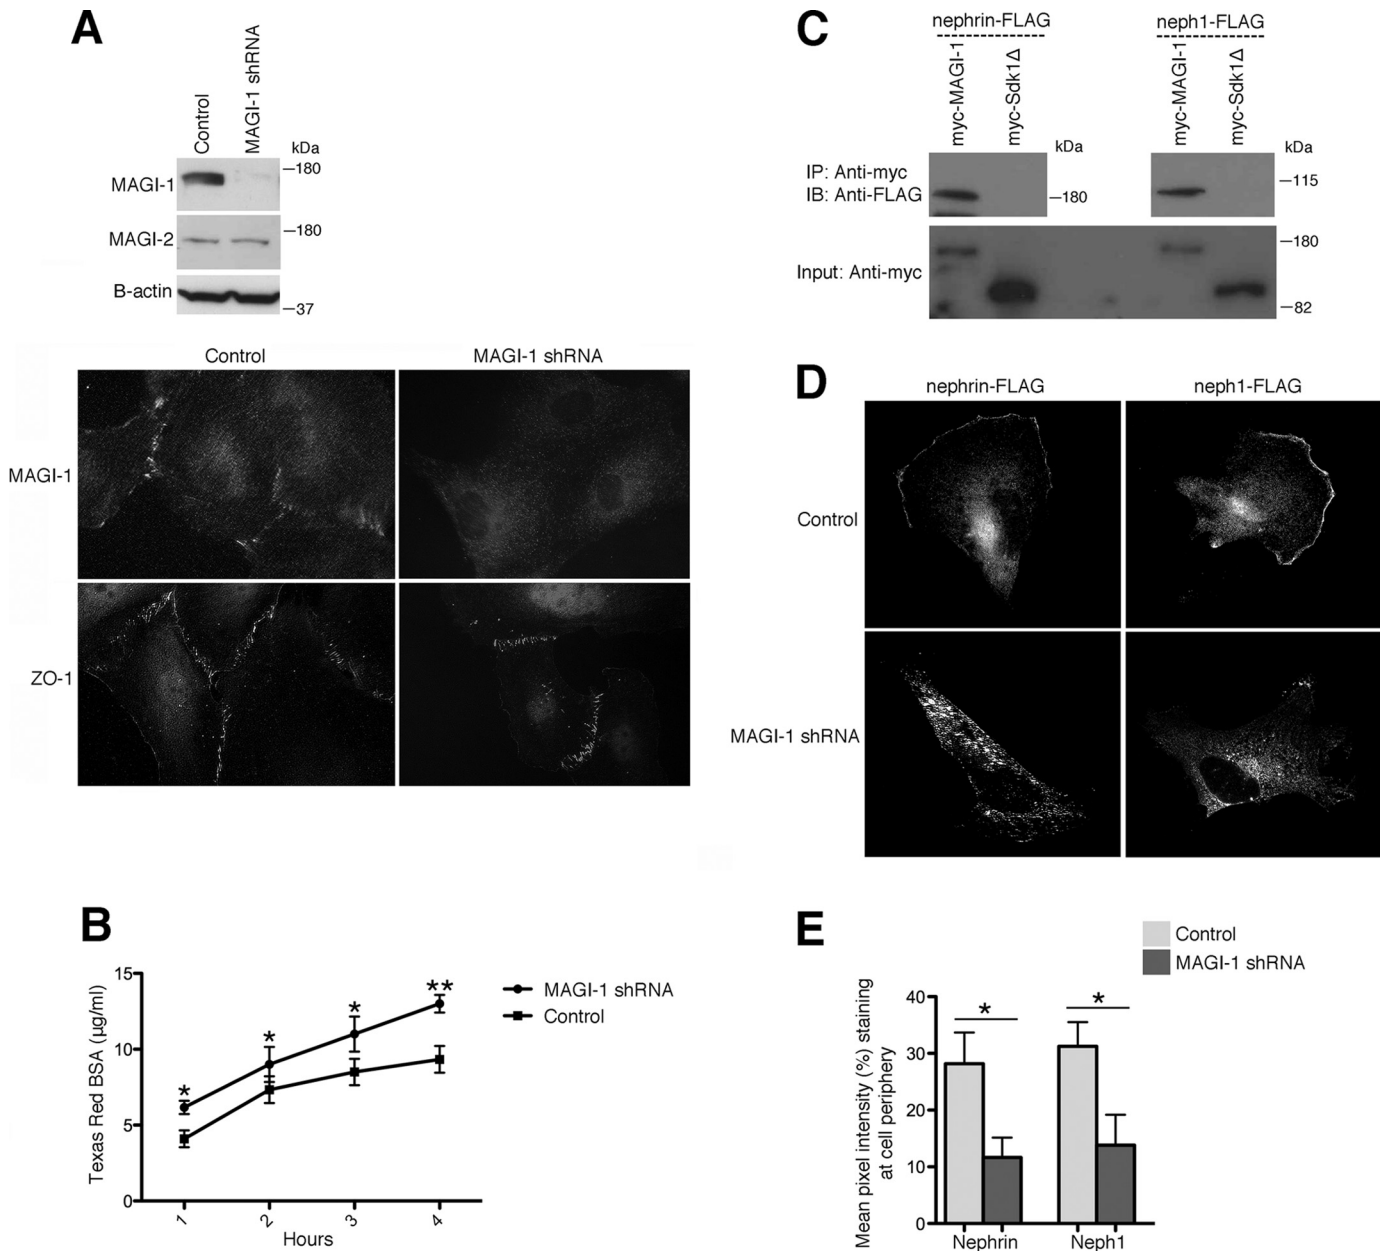 A
Control
MAGI-1 shRNA
kDa
MAGI-1
–180
MAGI-2
–180
B-actin
–37
Control
MAGI-1 shRNA
MAGI-1
ZO-1
B
Texas Red BSA (μg/ml)
15
10
5
0
*
*
*
**
1
2
3
4
Hours
MAGI-1 shRNA
Control
C
nephrin-FLAG
neph1-FLAG
myc-MAGI-1
myc-Sdk1Δ
myc-MAGI-1
myc-Sdk1Δ
kDa
kDa
IP: Anti-myc
IB: Anti-FLAG
–180
–115
Input: Anti-myc
–180
–82
D
nephrin-FLAG
neph1-FLAG
Control
MAGI-1 shRNA
E
Control
MAGI-1 shRNA
Mean pixel intensity (%) staining
at cell periphery
40
30
20
10
0
*
*
Nephrin
Neph1